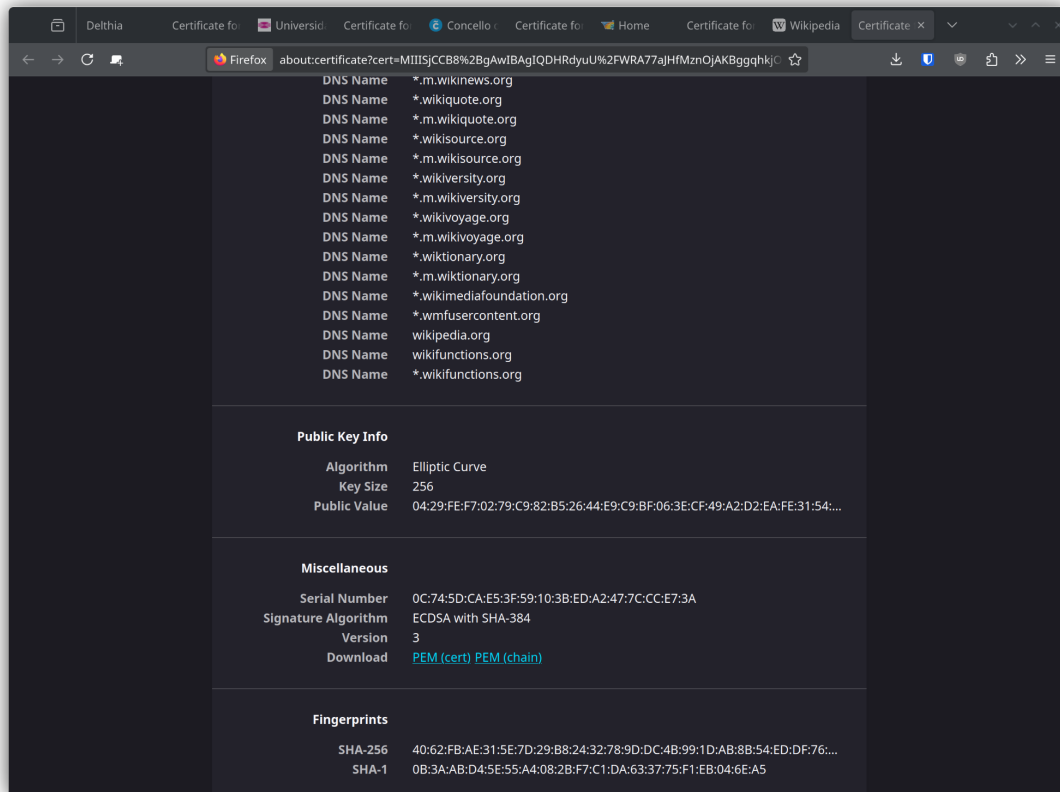 Delthia Certificate fo Universid Certificate fo Concello Certificate fo Home Certificate fo Wikipedia Certificate
Firefox about:certificate?cert=MIIISjCCB8%2BgAwIBAgIQDHRdyuU%2FWRA77aJHfMznOjAKBggqhkjO
DNS Name *.m.wikinews.org
DNS Name *.wikiquote.org
DNS Name *.m.wikiquote.org
DNS Name *.wikisource.org
DNS Name *.m.wikisource.org
DNS Name *.wikiversity.org
DNS Name *.m.wikiversity.org
DNS Name *.wikivoyage.org
DNS Name *.m.wikivoyage.org
DNS Name *.wiktionary.org
DNS Name *.m.wiktionary.org
DNS Name *.wikimediafoundation.org
DNS Name *.wmfusercontent.org
DNS Name wikipedia.org
DNS Name wikifunctions.org
DNS Name *.wikifunctions.org
Public Key Info
Algorithm Elliptic Curve
Key Size 256
Public Value 04:29:FE:F7:02:79:C9:82:B5:26:44:E9:C9:BF:06:3E:CF:49:A2:D2:EA:FE:31:54:...
Miscellaneous
Serial Number 0C:74:5D:CA:E5:3F:59:10:3B:ED:A2:47:7C:CC:E7:3A
Signature Algorithm ECDSA with SHA-384
Version 3
Download PEM (cert) PEM (chain)
Fingerprints
SHA-256 40:62:FB:AE:31:5E:7D:29:B8:24:32:78:9D:DC:4B:99:1D:AB:8B:54:ED:DF:76:...
SHA-1 0B:3A:AB:D4:5E:55:A4:08:2B:F7:C1:DA:63:37:75:F1:EB:04:6E:A5